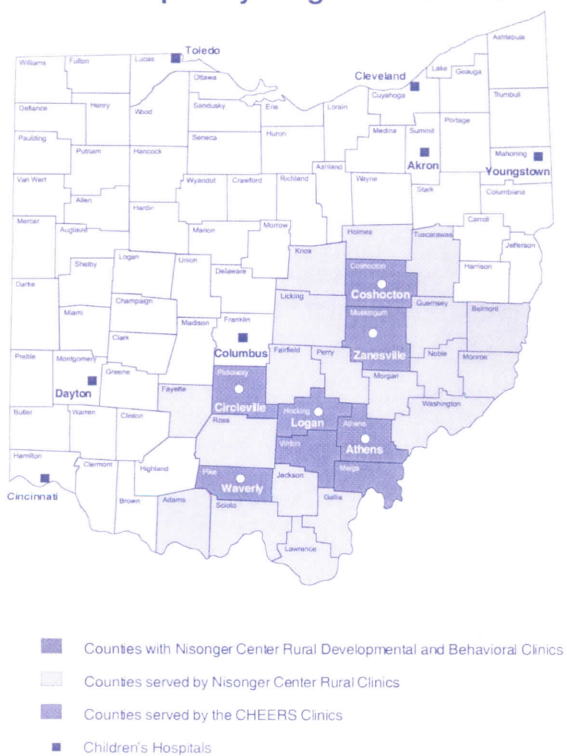 Toledo
Ashtabula
Williams
Fulton
Lucas
Lake
Geauga
Cleveland
Ottawa
Cuyahoga
Trumbull
Defiance
Henry
Wood
Sandusky
Erie
Lorain
Portage
Medina
Summit
Paulding
Seneca
Huron
Putnam
Hancock
Akron
Mahoning
Youngstown
Ashland
Van Wert
Wyandot
Crawford
Richland
Wayne
Stark
Columbiana
Allen
Hardin
Mercer
Auglaize
Marion
Morrow
Carroll
Holmes
Tuscarawas
Jefferson
Knox
Logan
Union
Shelby
Coshocton
Harrison
Delaware
Darke
Coshocton
Licking
Champaign
Guernsey
Belmont
Miami
Muskingum
Madison
Franklin
Clark
Columbus
Fairfield
Perry
Zanesville
Noble
Monroe
Preble
Montgomery
Greene
Pickaway
Morgan
Dayton
Fayette
Circleville
Washington
Hocking
Logan
Athens
Butler
Warren
Clinton
Ross
Athens
Vinton
Hamilton
Highland
Pike
Meigs
Clermont
Waverly
Jackson
Cincinnati
Gallia
Brown
Adams
Scioto
Lawrence
Counties with Nisonger Center Rural Developmental and Behavioral Clinics
Counties served by Nisonger Center Rural Clinics
Counties served by the CHEERS Clinics
Children's Hospitals